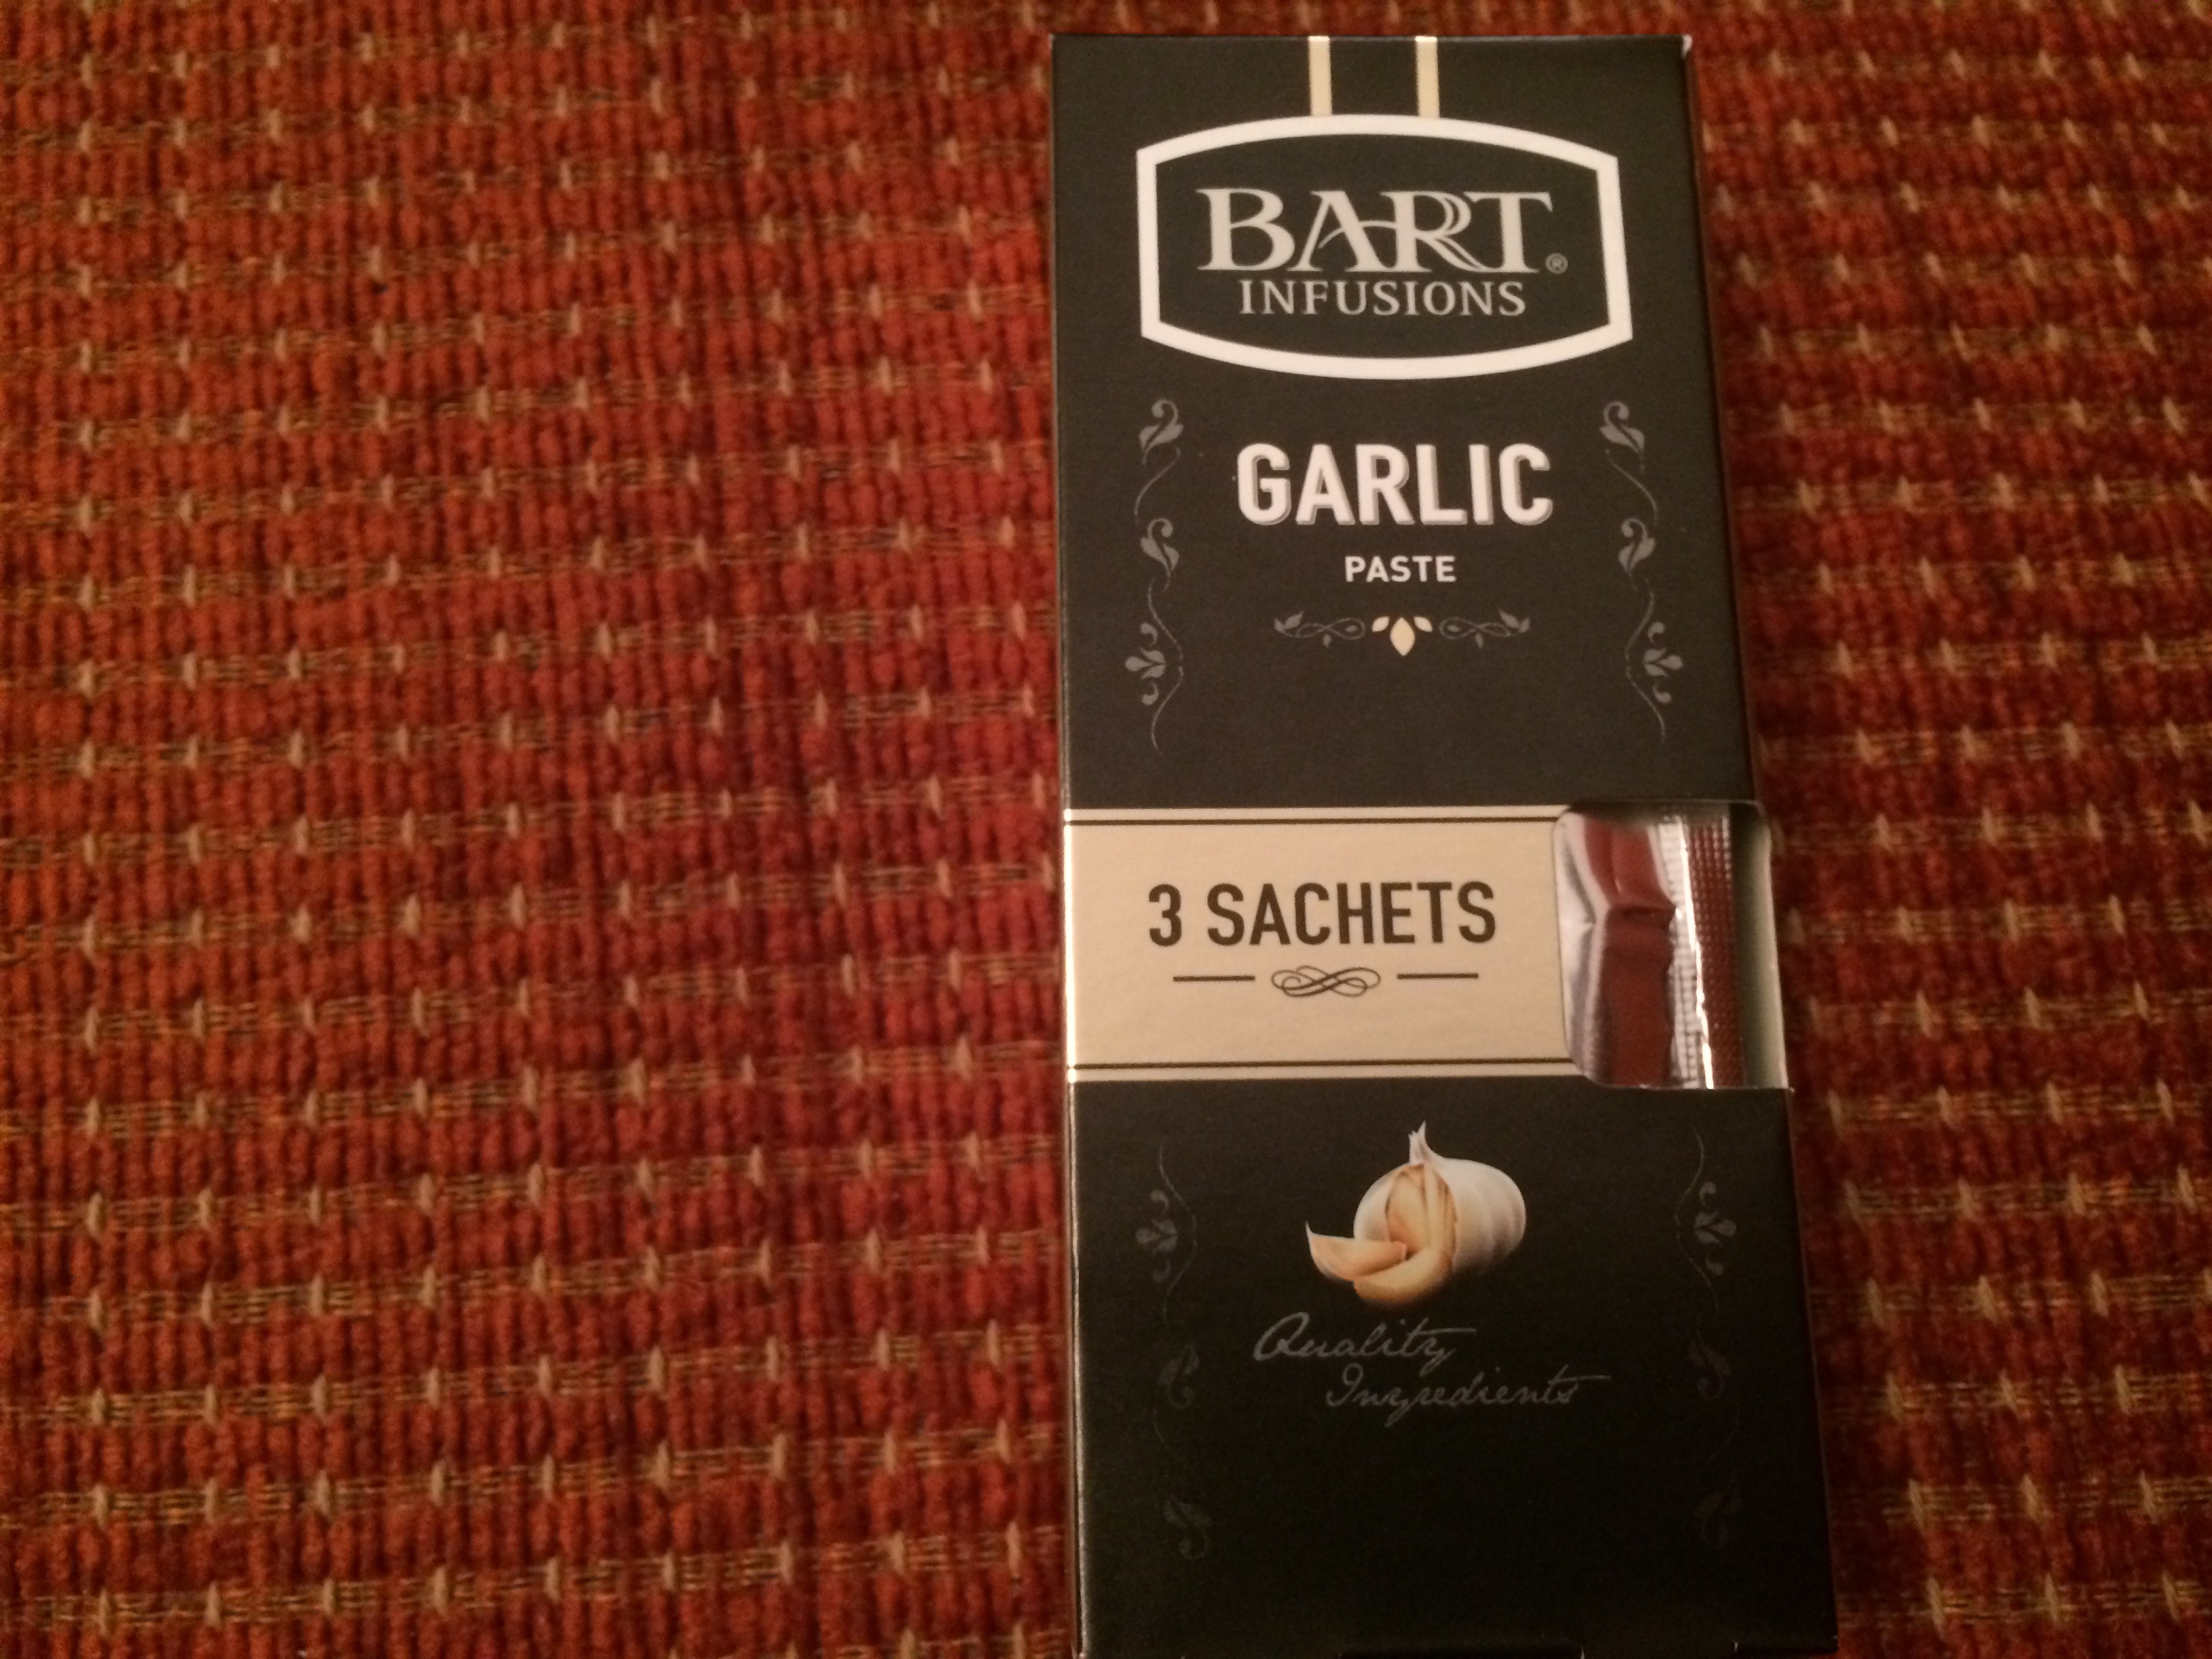 BART®
INFUSIONS
GARLIC
PASTE
3 SACHETS
Quality
Ingredients